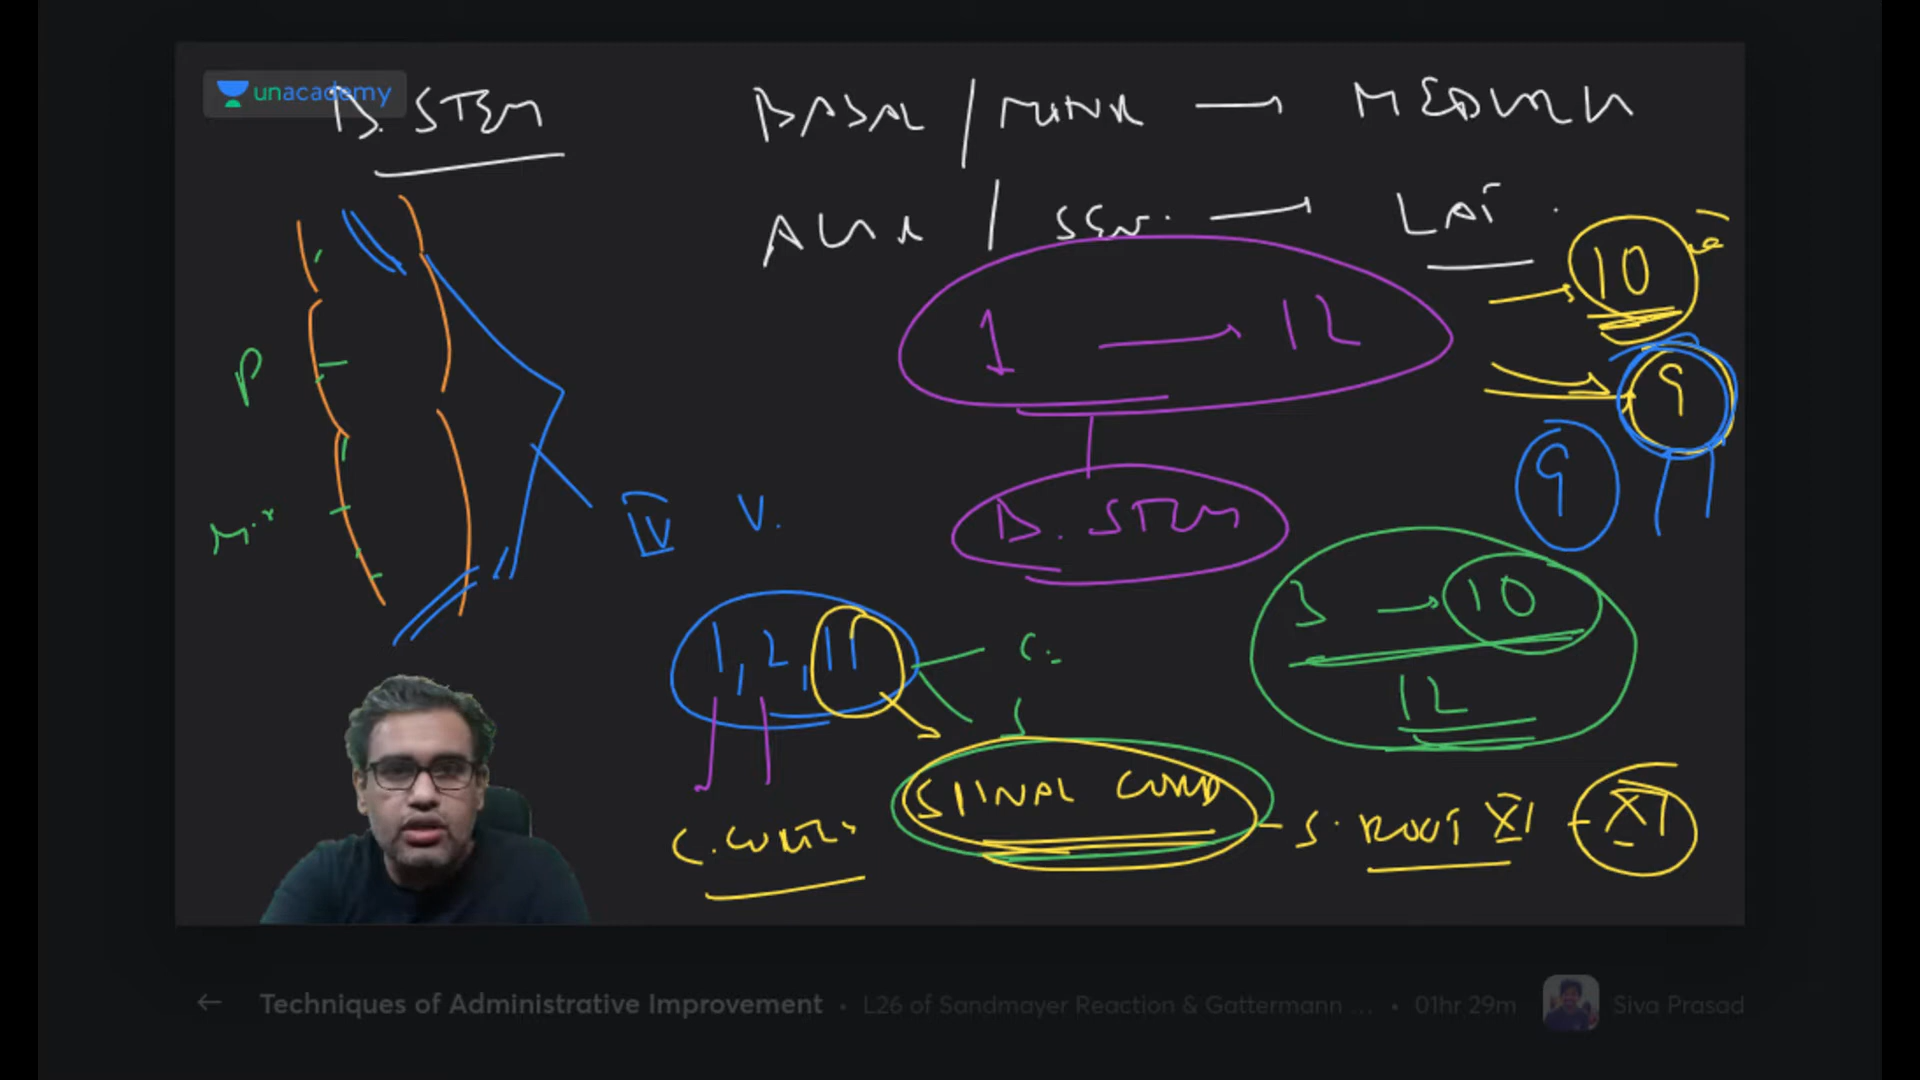 unacademy
B. STEM
BASAL / MOTOR → MEDIAL
ALAR / SEN. → LAT.
10
1 → 12
9
P
9
IV V.
B. STEM
M.
3 → 10
1, 2, 11
C.
12
S
SPINAL CORD - S. ROOT XI - XI
C. CORTEX
← Techniques of Administrative Improvement • L26 of Sandmayer Reaction & Gattermann ... • 01hr 29m Siva Prasad